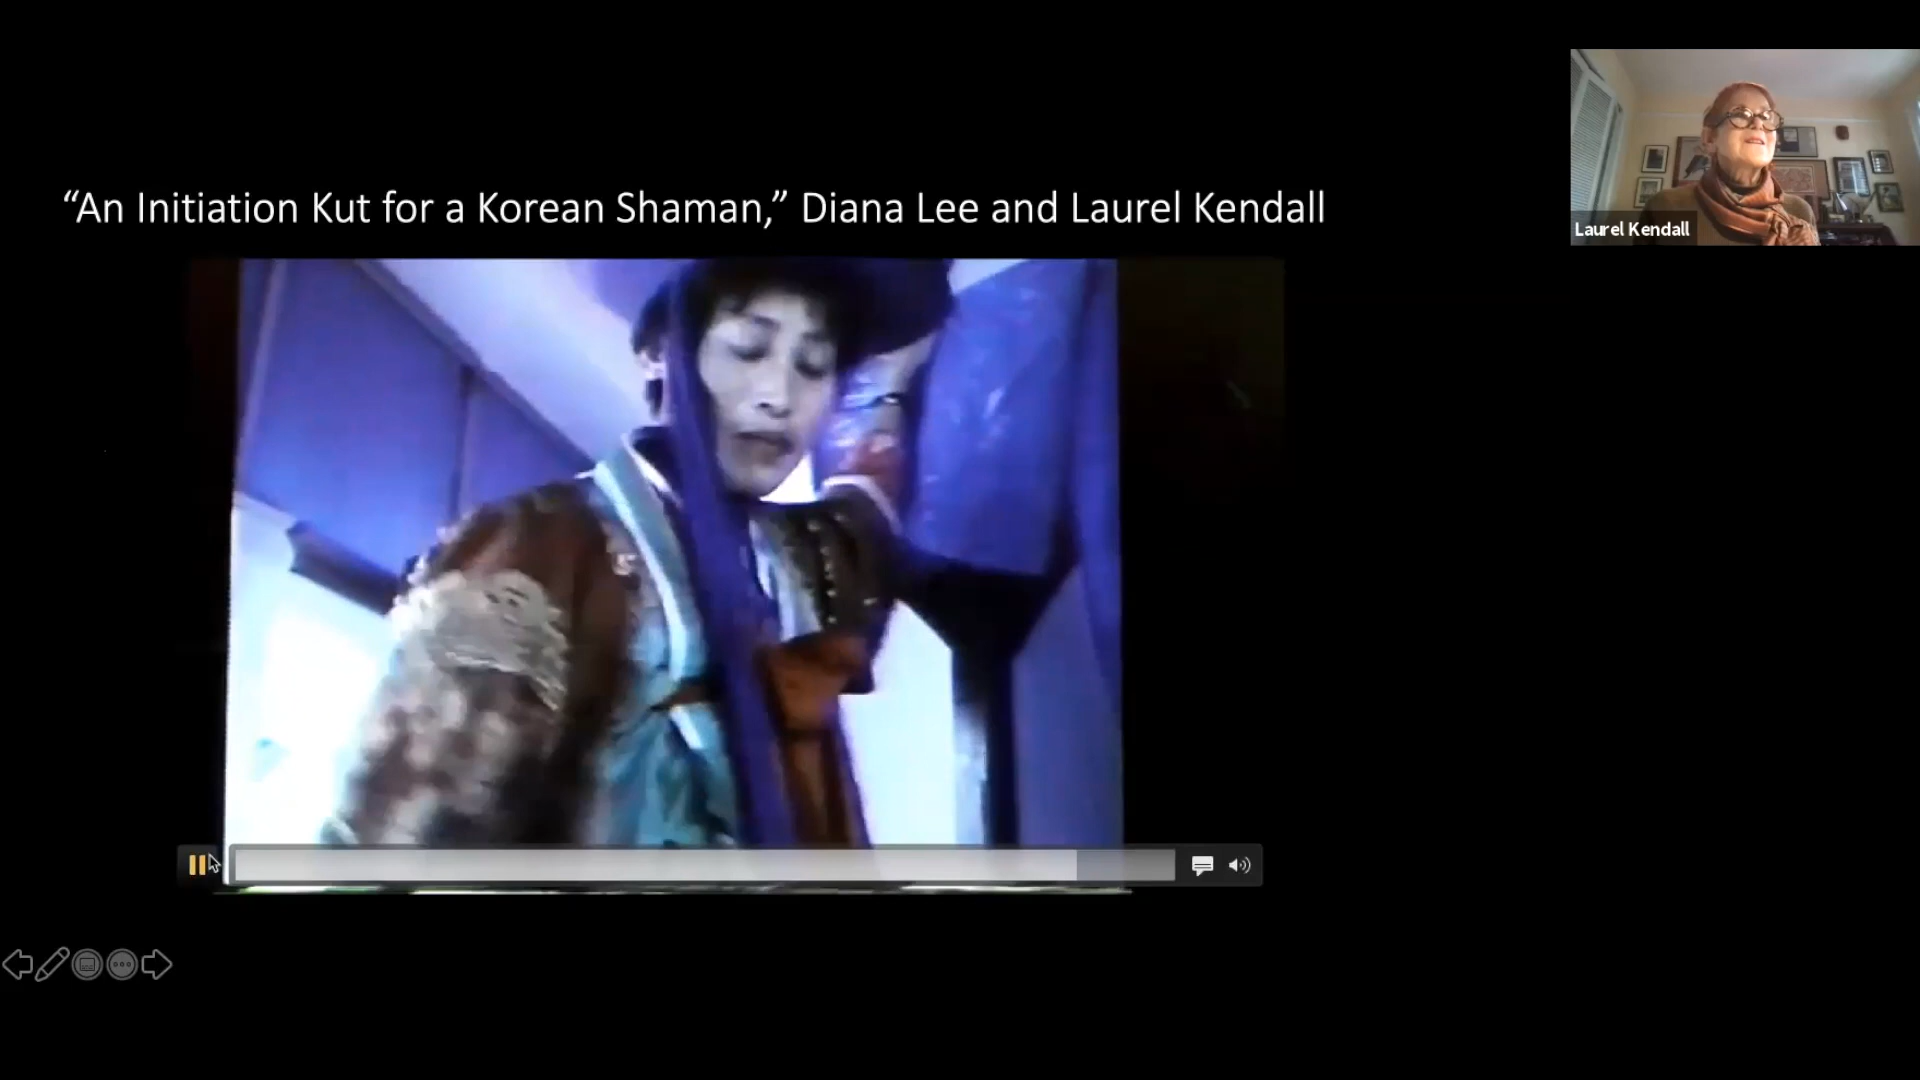 “An Initiation Kut for a Korean Shaman,” Diana Lee and Laurel Kendall
Laurel Kendall